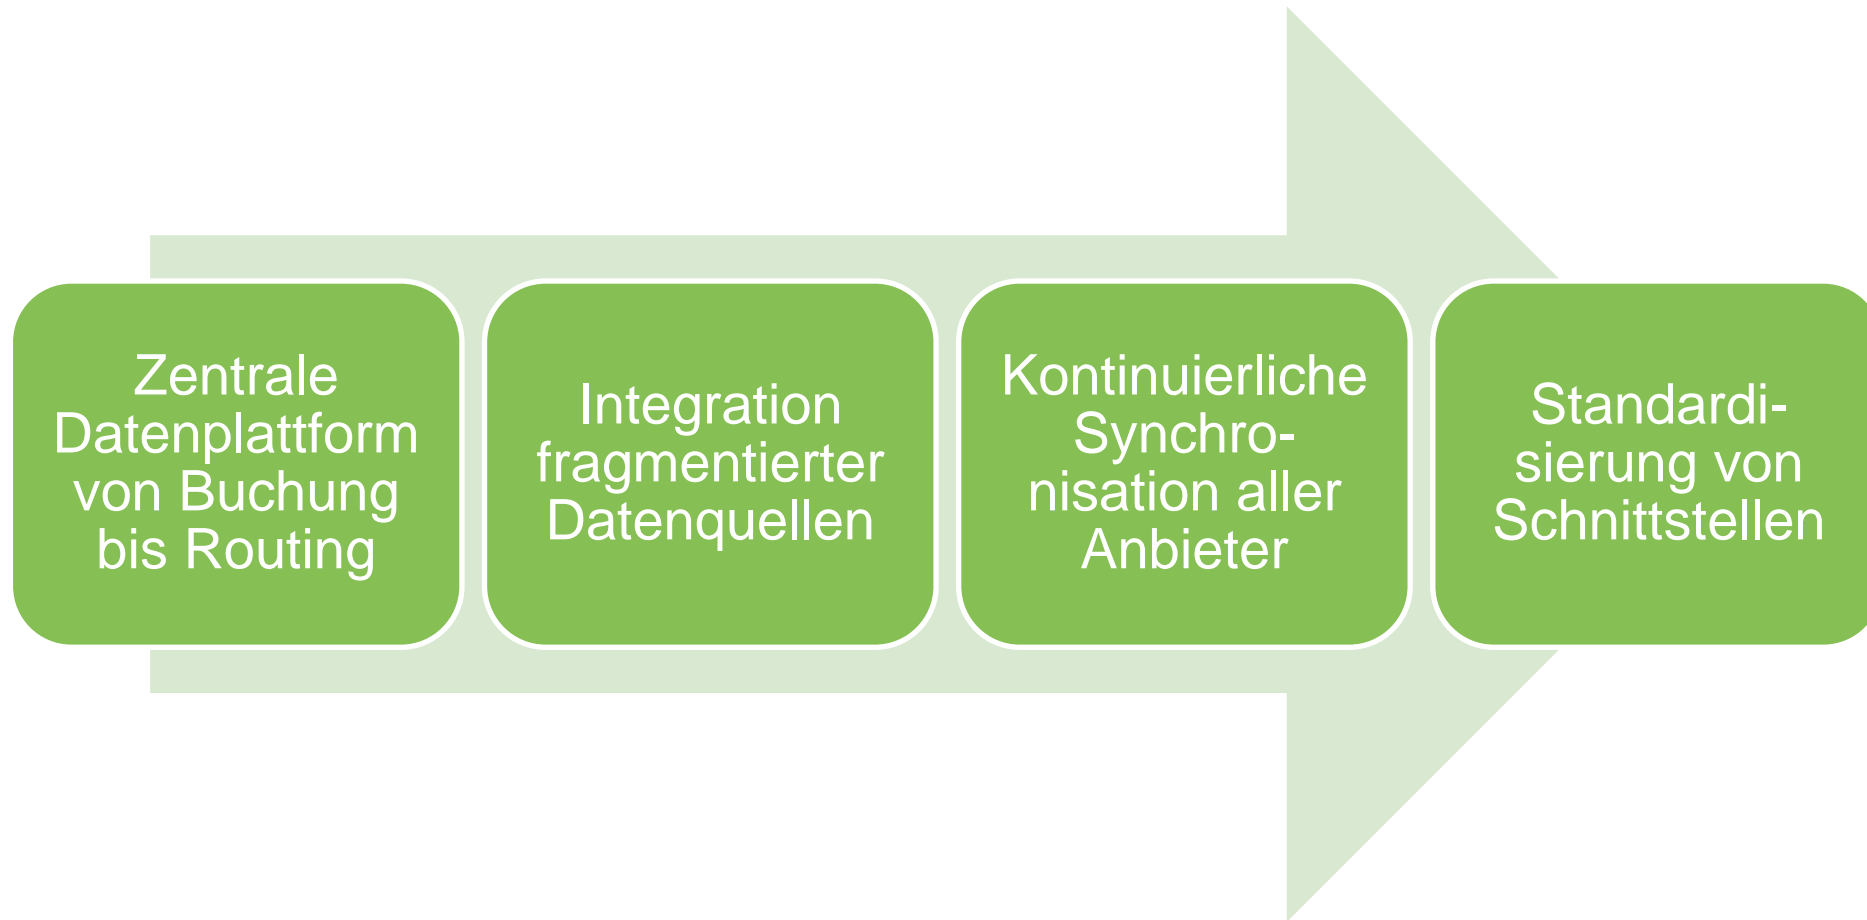 Zentrale
Datenplattform
von Buchung
bis Routing
Integration
fragmentierter
Datenquellen
Kontinuierliche
Synchro-
nisation aller
Anbieter
Standardi-
sierung von
Schnittstellen